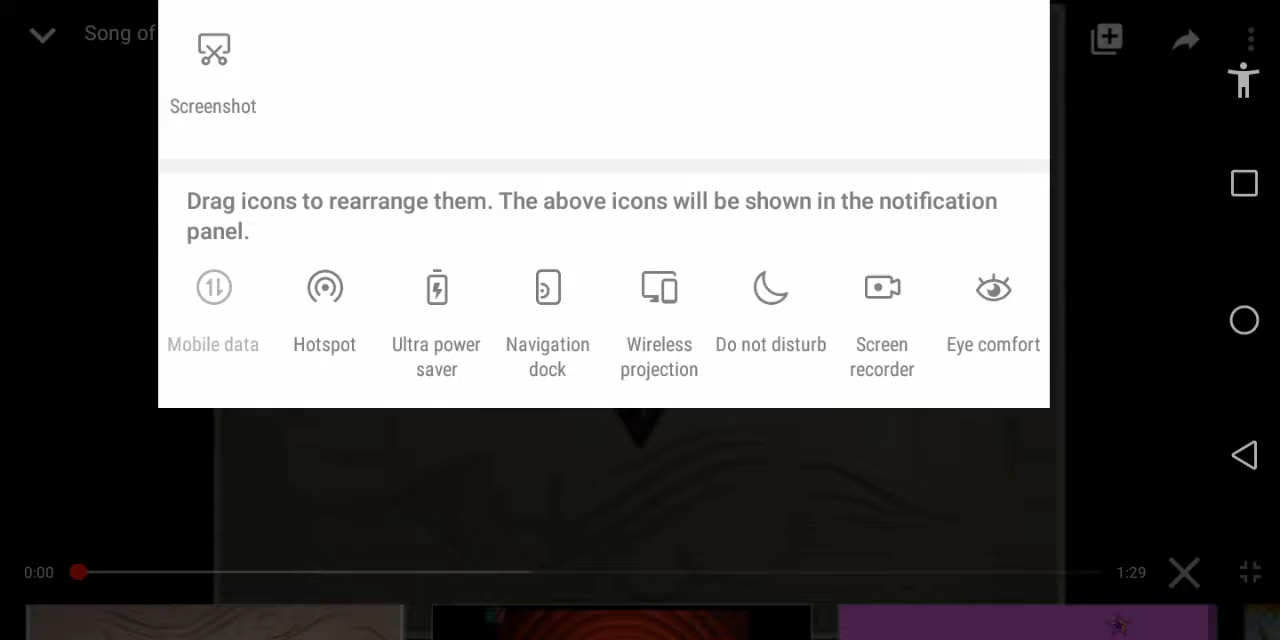 Song of
Screenshot
Drag icons to rearrange them. The above icons will be shown in the notification
panel.
Mobile data
Hotspot
Ultra power
saver
Navigation
dock
Wireless
projection
Do not disturb
Screen
recorder
Eye comfort
0:00
1:29